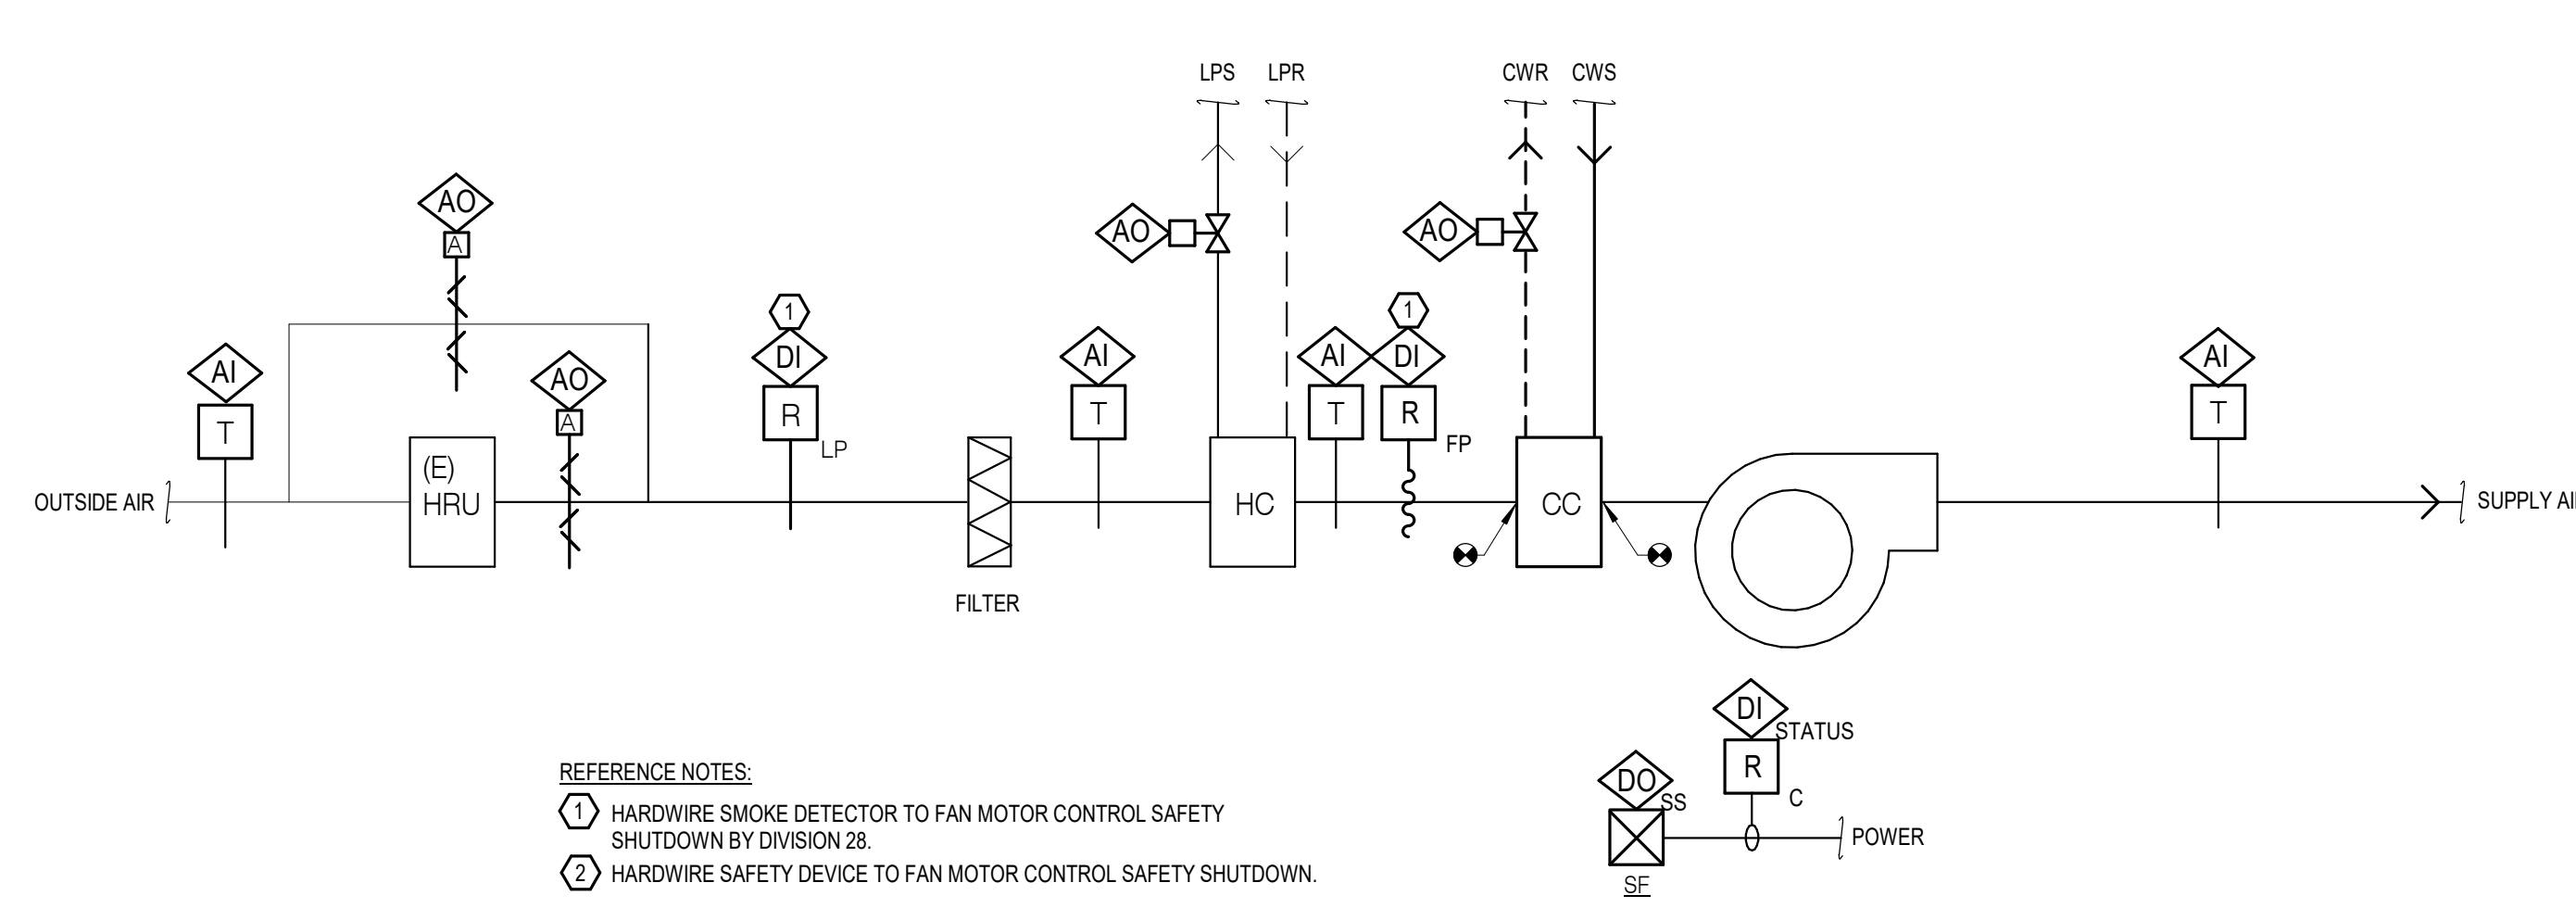 LPS LPR CWR CWS
AO
A
AO AO
1 1
AI AO DI AI AI DI AI
T A R T T R T
LP FP
OUTSIDE AIR (E) HRU HC CC SUPPLY AI
FILTER
DI
STATUS
R
C
DO
SS
POWER
SF
REFERENCE NOTES:
1 HARDWIRE SMOKE DETECTOR TO FAN MOTOR CONTROL SAFETY
SHUTDOWN BY DIVISION 28.
2 HARDWIRE SAFETY DEVICE TO FAN MOTOR CONTROL SAFETY SHUTDOWN.